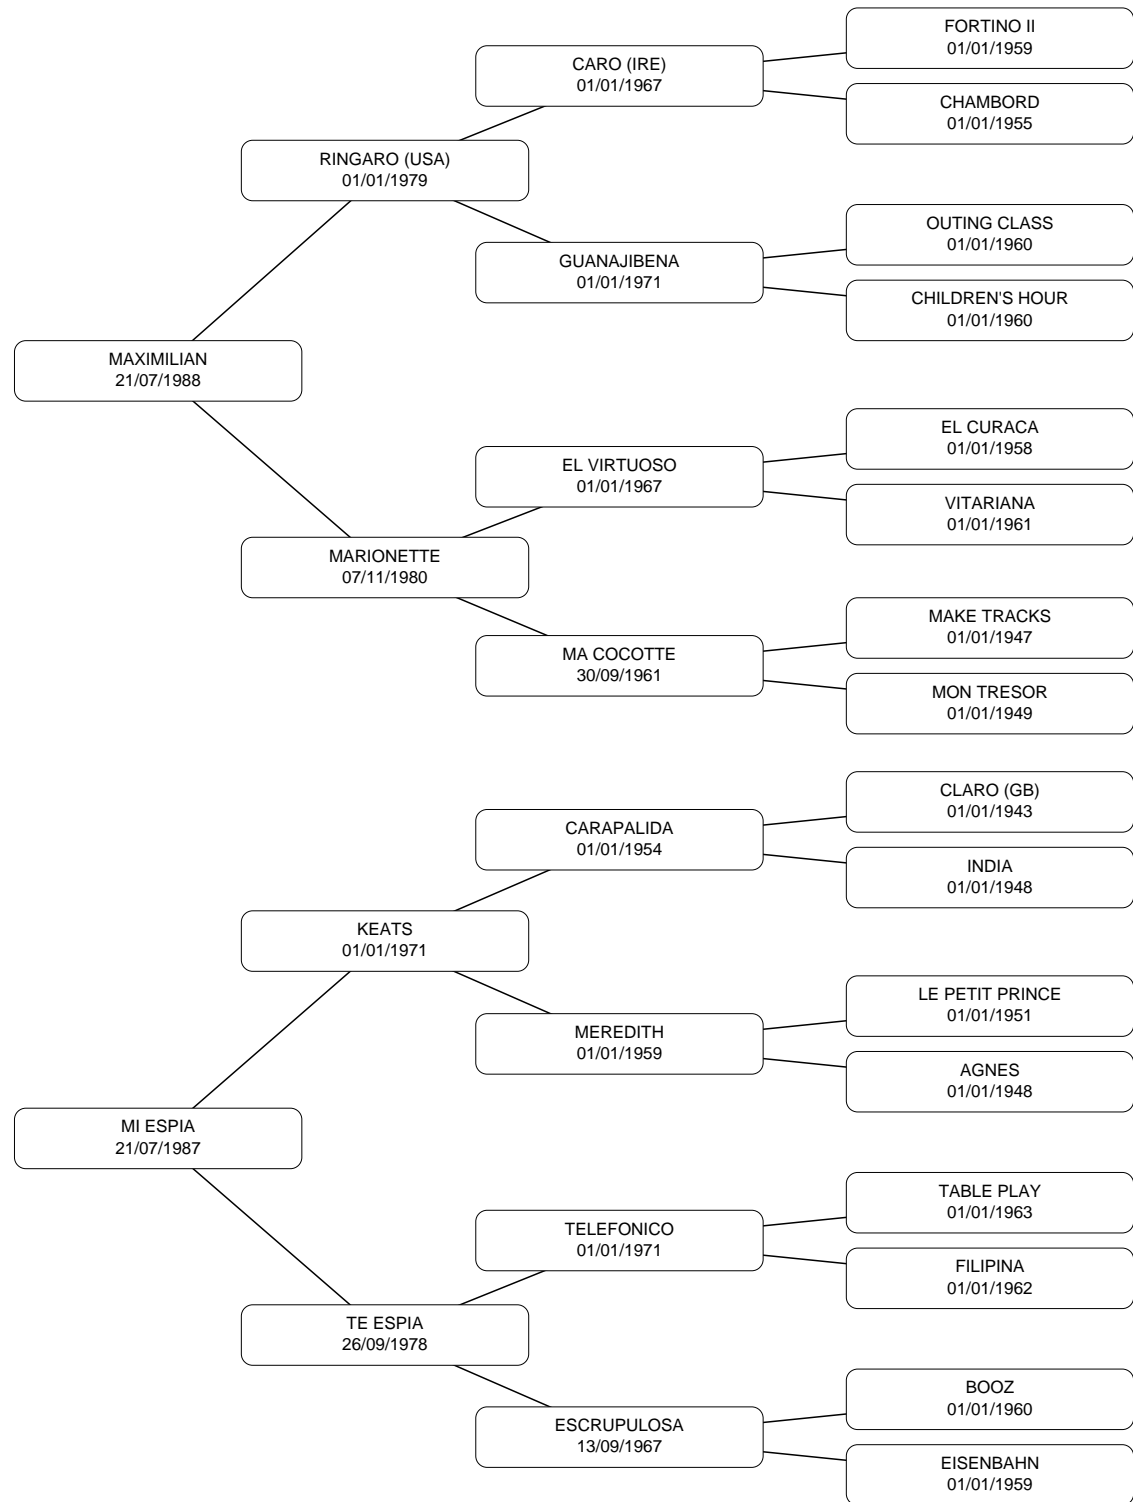 FORTINO II
01/01/1959
CARO (IRE)
01/01/1967
CHAMBORD
01/01/1955
RINGARO (USA)
01/01/1979
OUTING CLASS
01/01/1960
GUANAJIBENA
01/01/1971
CHILDREN'S HOUR
01/01/1960
MAXIMILIAN
21/07/1988
EL CURACA
01/01/1958
EL VIRTUOSO
01/01/1967
VITARIANA
01/01/1961
MARIONETTE
07/11/1980
MAKE TRACKS
01/01/1947
MA COCOTTE
30/09/1961
MON TRESOR
01/01/1949
CLARO (GB)
01/01/1943
CARAPALIDA
01/01/1954
INDIA
01/01/1948
KEATS
01/01/1971
LE PETIT PRINCE
01/01/1951
MEREDITH
01/01/1959
AGNES
01/01/1948
MI ESPIA
21/07/1987
TABLE PLAY
01/01/1963
TELEFONICO
01/01/1971
FILIPINA
01/01/1962
TE ESPIA
26/09/1978
BOOZ
01/01/1960
ESCRUPULOSA
13/09/1967
EISENBAHN
01/01/1959